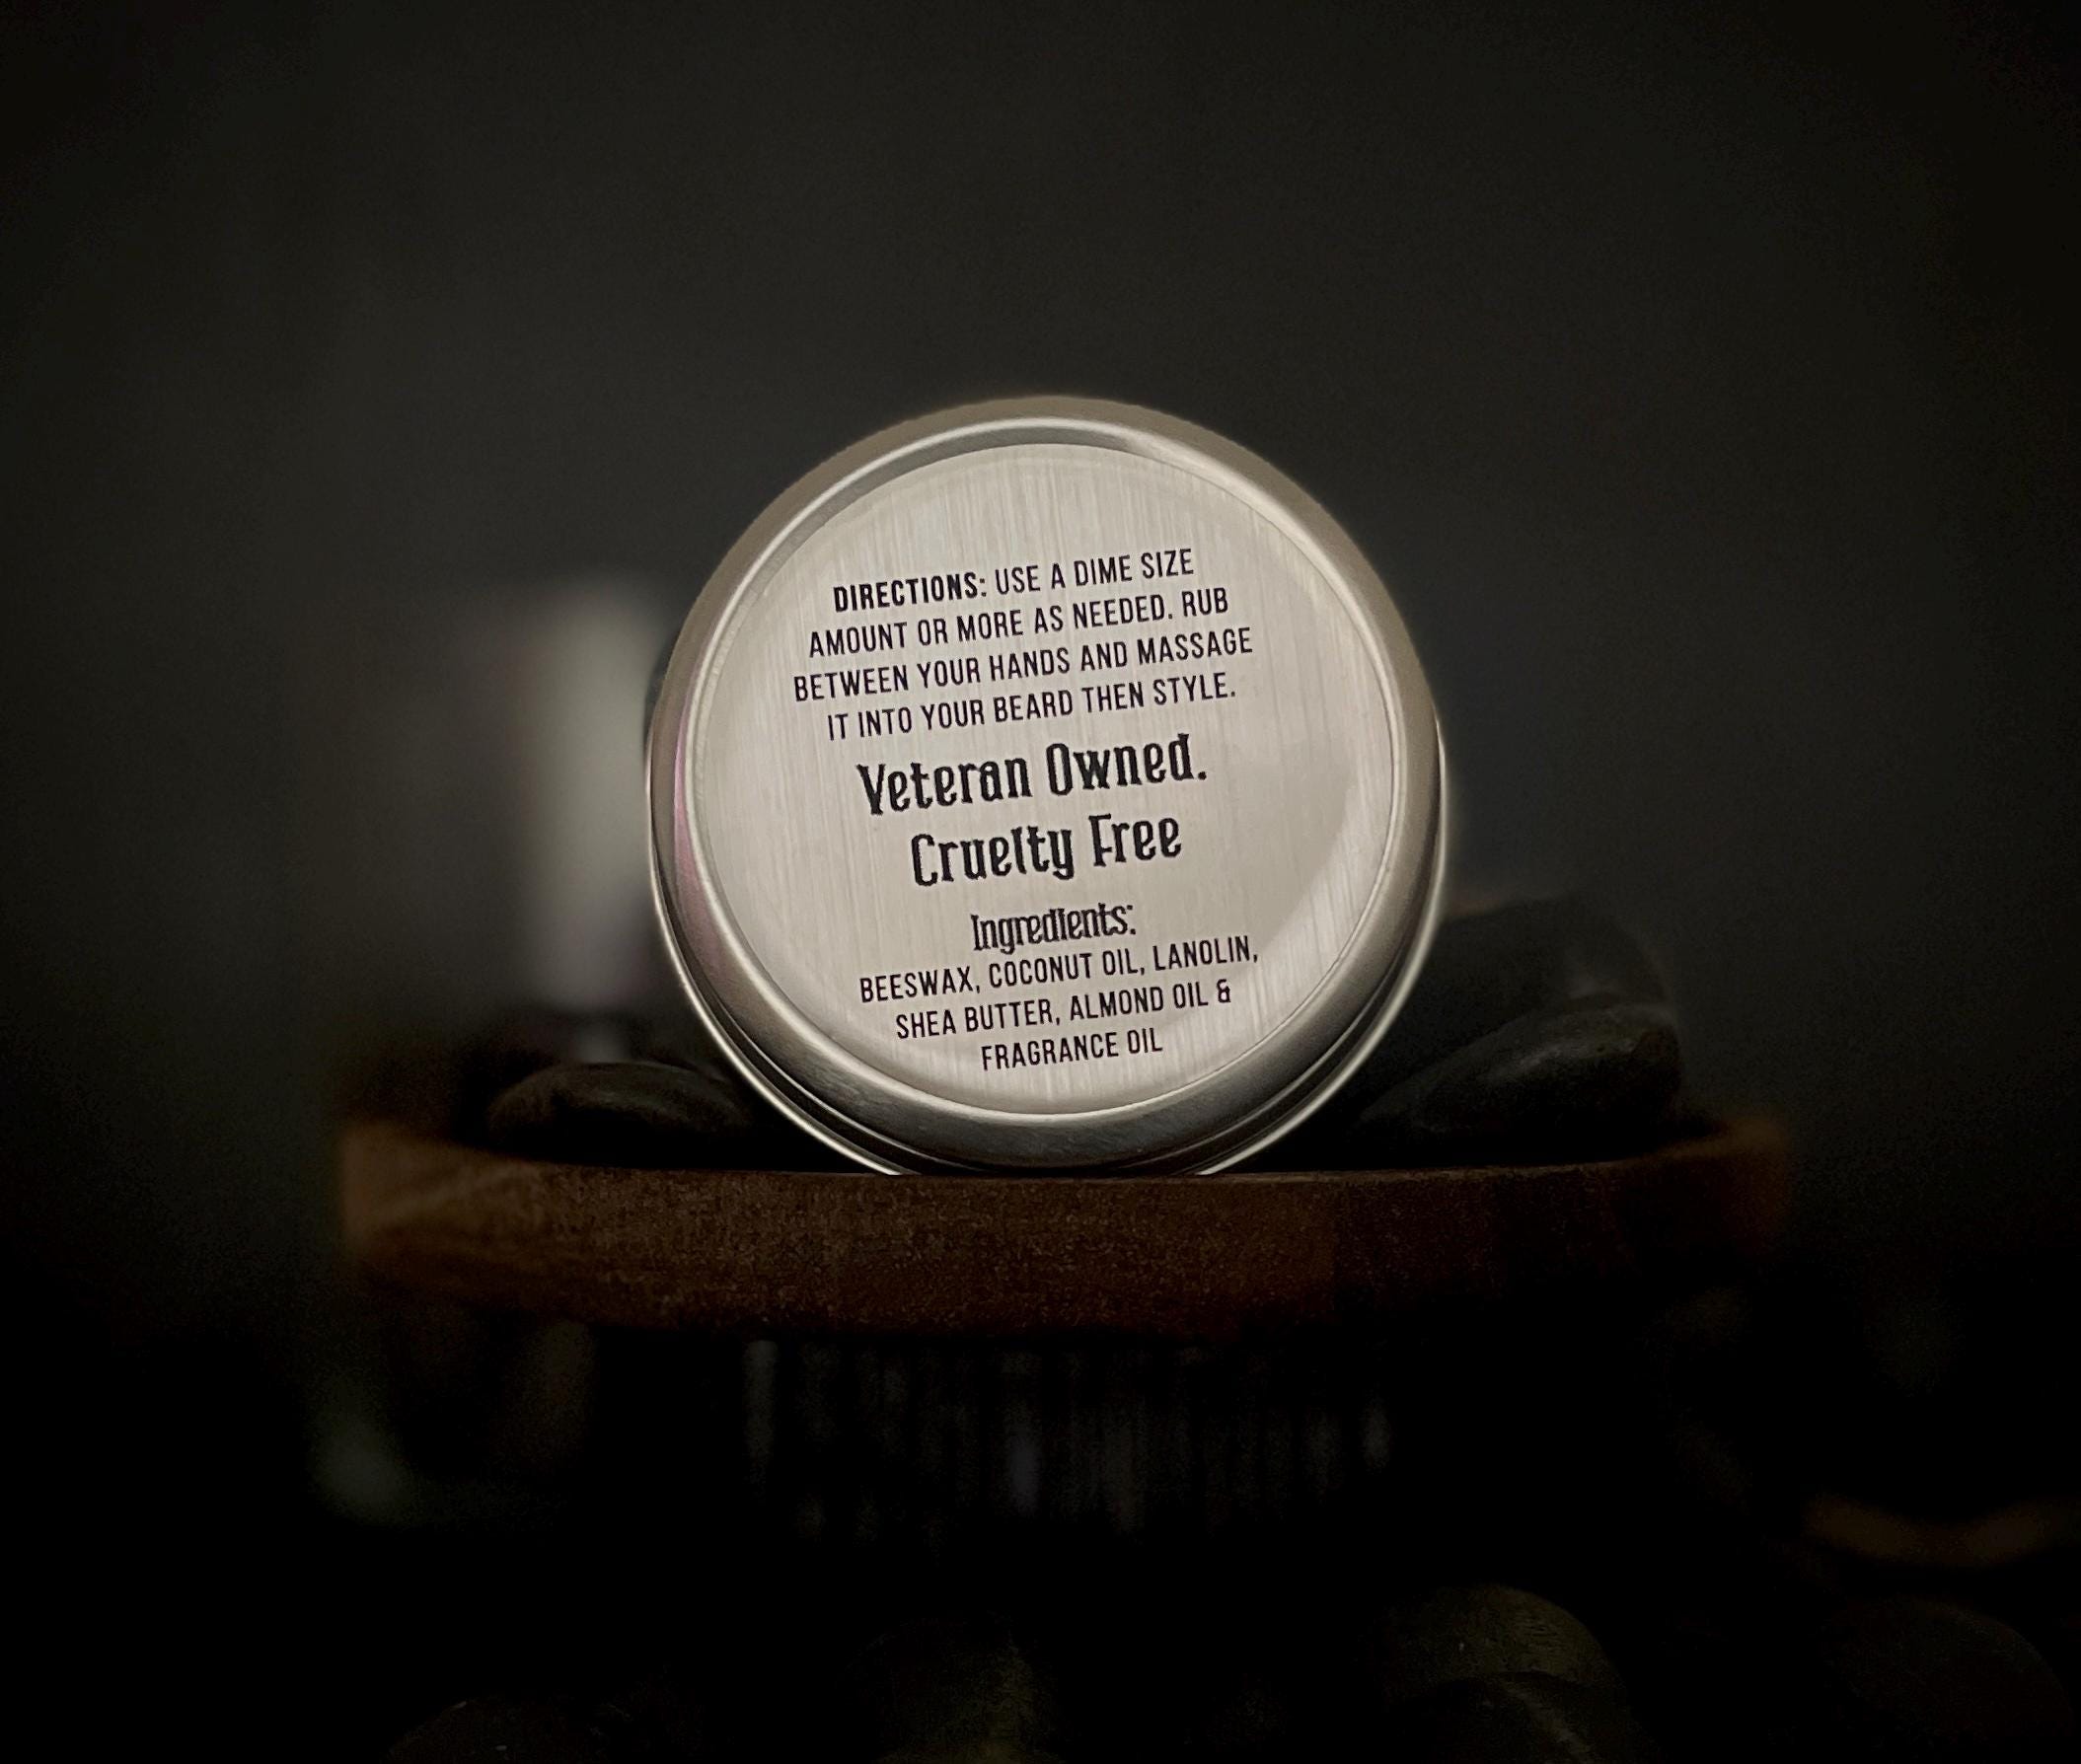 DIRECTIONS: USE A DIME SIZE
AMOUNT OR MORE AS NEEDED. RUB
BETWEEN YOUR HANDS AND MASSAGE
IT INTO YOUR BEARD THEN STYLE.
Veteran Owned.
Cruelty Free
Ingredients:
BEESWAX, COCONUT OIL, LANOLIN,
SHEA BUTTER, ALMOND OIL &
FRAGRANCE OIL